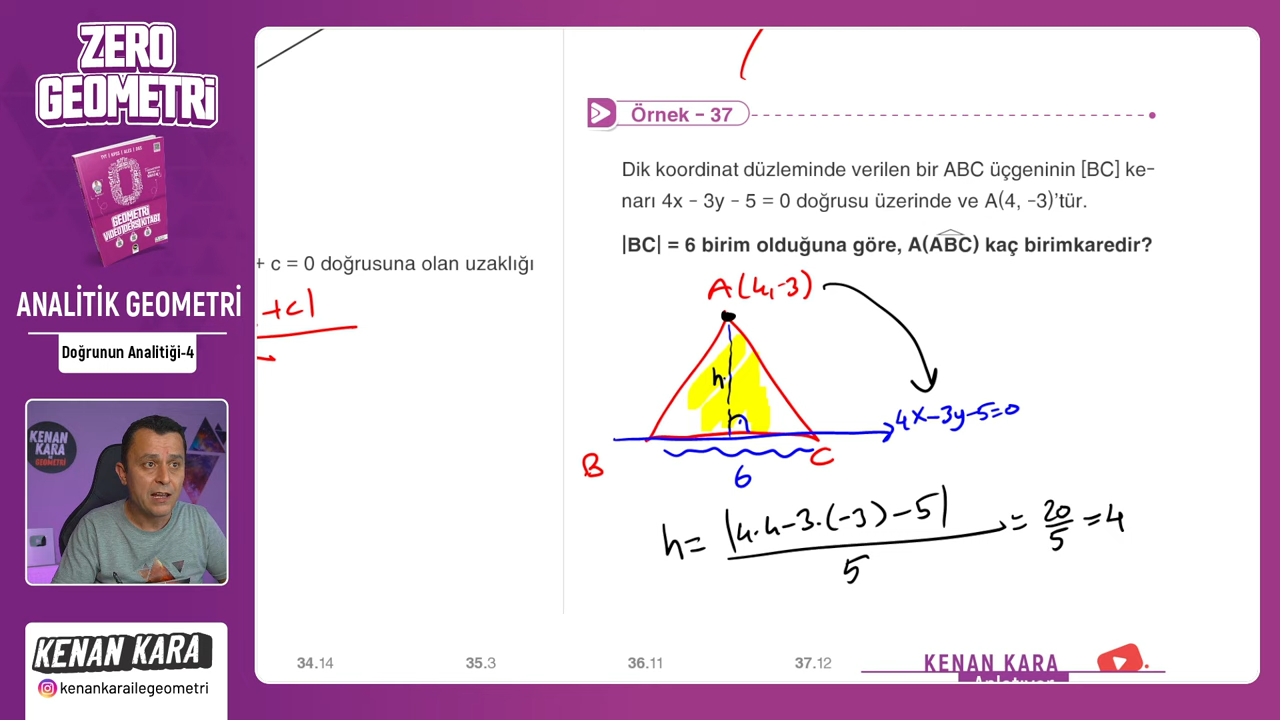 ZERO
GEOMETRİ
GEOMETRİ
VİDEO DERS KİTABI
ANALİTİK GEOMETRİ
Doğrunun Analitiği-4
KENAN
KARA
GEOMETRİ
KENAN KARA
kenankarailegeometri
+ c = 0 doğrusuna olan uzaklığı
+c|
Örnek - 37
Dik koordinat düzleminde verilen bir ABC üçgeninin [BC] ke-
narı 4x - 3y - 5 = 0 doğrusu üzerinde ve A(4, -3)'tür.
|BC| = 6 birim olduğuna göre, A(ABC) kaç birimkaredir?
A(4,-3)
h
4x-3y-5=0
B
C
6
h= |4.4-3.(-3)-5| / 5 = 20/5 = 4
34.14 35.3 36.11 37.12
KENAN KARA
Anlatıyor